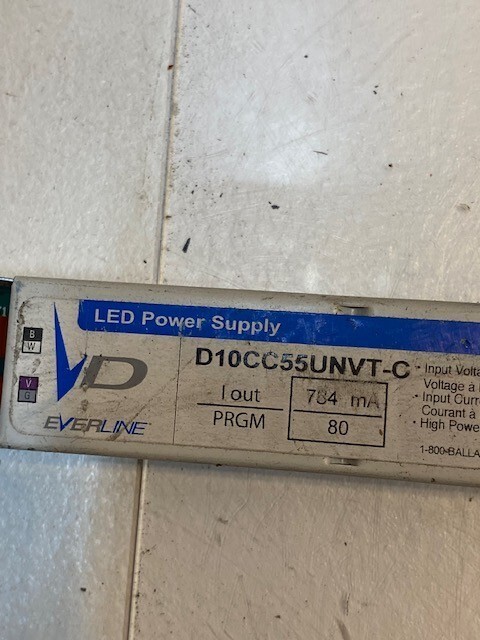 LED Power Supply
B
W
V
G
D
EVERLINE
D10CC55UNVT-C
I out
784 mA
PRGM
80
• Input Volta
Voltage à
• Input Curr
Courant à
• High Powe
1-800-BALLA